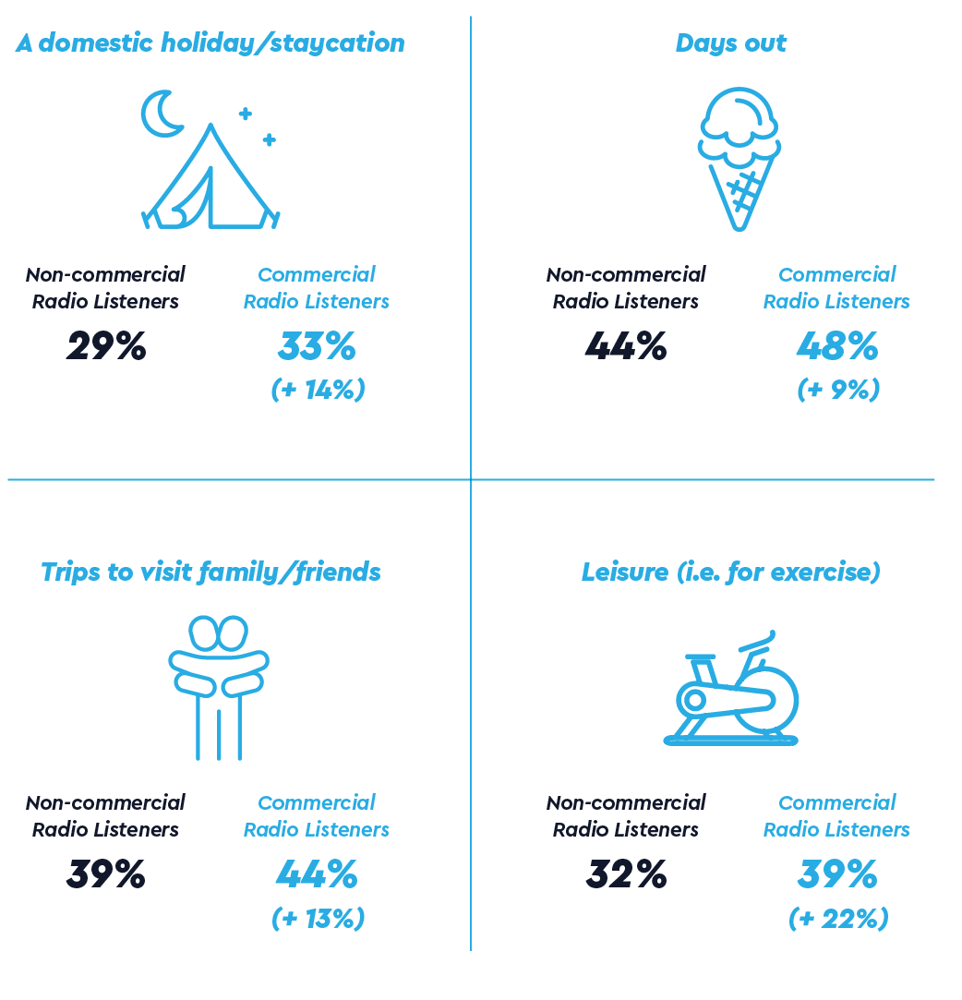 A domestic holiday/staycation
Non-commercial
Radio Listeners
29%
Commercial
Radio Listeners
33%
(+ 14%)
Days out
Non-commercial
Radio Listeners
44%
Commercial
Radio Listeners
48%
(+ 9%)
Trips to visit family/friends
Non-commercial
Radio Listeners
39%
Commercial
Radio Listeners
44%
(+ 13%)
Leisure (i.e. for exercise)
Non-commercial
Radio Listeners
32%
Commercial
Radio Listeners
39%
(+ 22%)